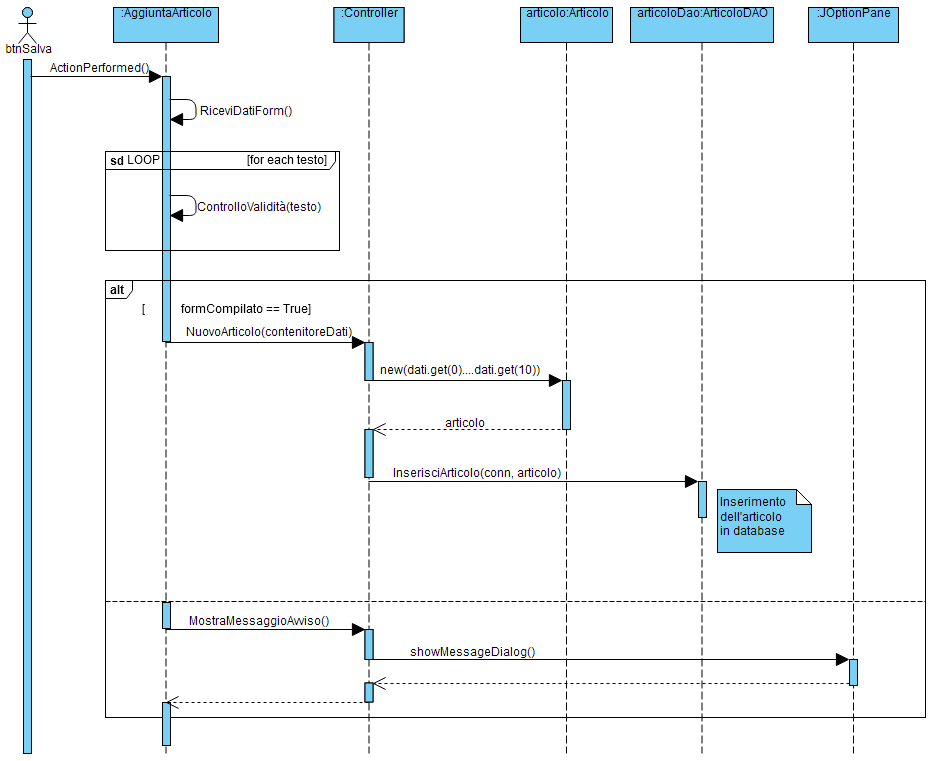 :AggiuntaArticolo
:Controller
articolo:Articolo
articoloDao:ArticoloDAO
:JOptionPane
btnSalva
ActionPerformed()
RiceviDatiForm()
sd LOOP
[for each testo]
ControlloValidità(testo)
alt
[ formCompilato == True]
NuovoArticolo(contenitoreDati)
new(dati.get(0)....dati.get(10))
articolo
InserisciArticolo(conn, articolo)
Inserimento
dell'articolo
in database
MostraMessaggioAvviso()
showMessageDialog()